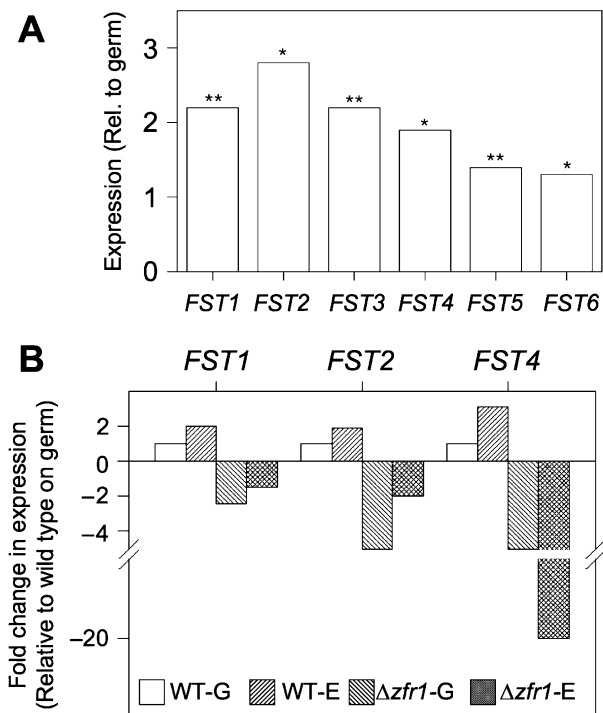 A
Expression (Rel. to germ)
3
2
1
0
** * ** * ** *
FST1 FST2 FST3 FST4 FST5 FST6
B
FST1 FST2 FST4
Fold change in expression
(Relative to wild type on germ)
2
0
−2
−4
−20
WT-G WT-E Δzfr1-G Δzfr1-E